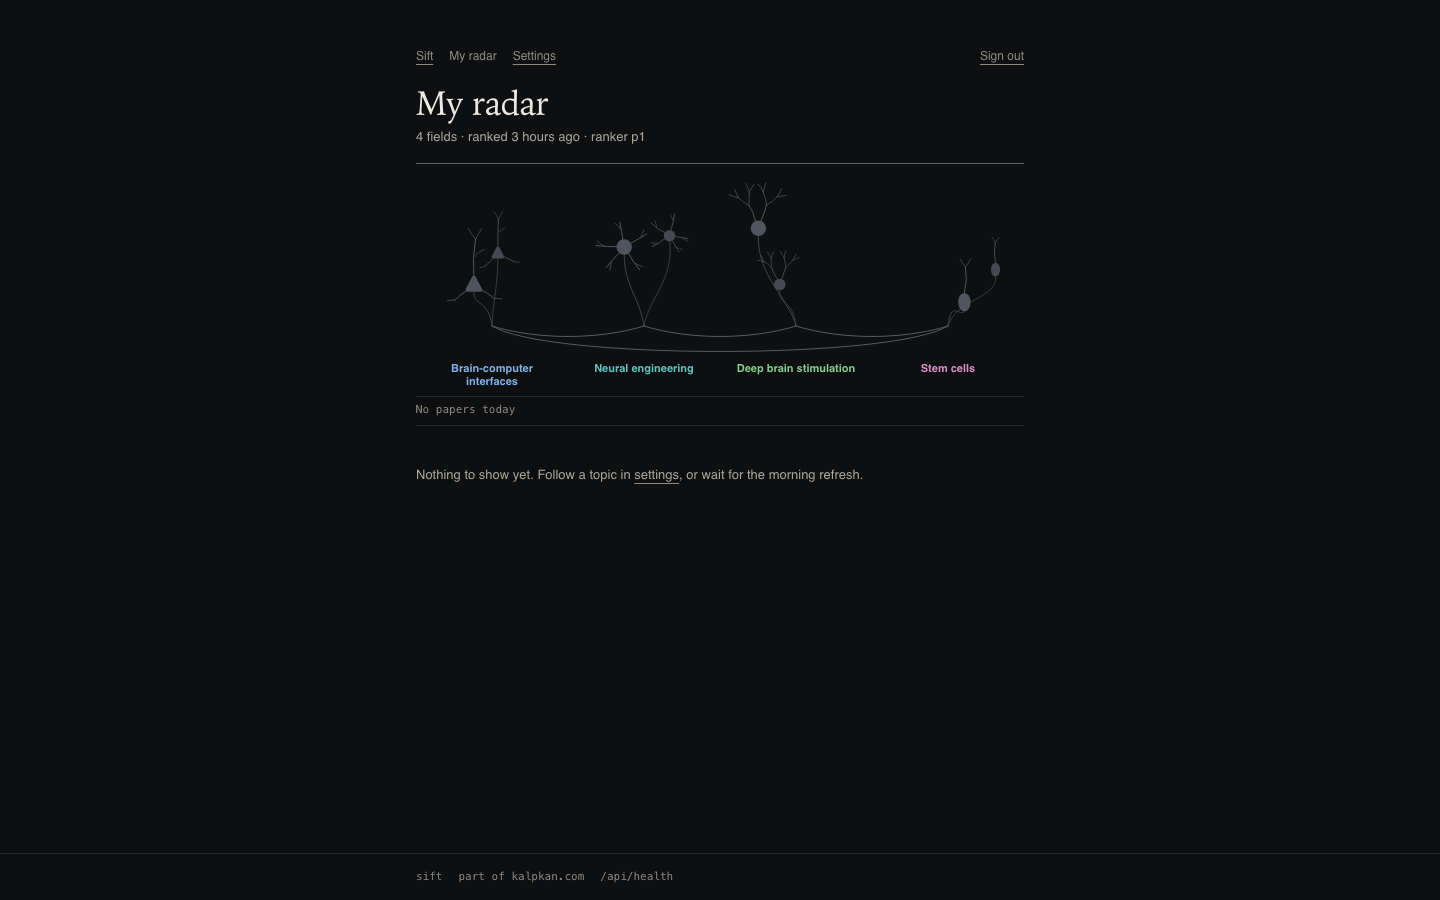 Sift My radar Settings Sign out
My radar
4 fields · ranked 3 hours ago · ranker p1
Brain-computer
interfaces
Neural engineering
Deep brain stimulation
Stem cells
No papers today
Nothing to show yet. Follow a topic in settings, or wait for the morning refresh.
sift part of kalpkan.com /api/health